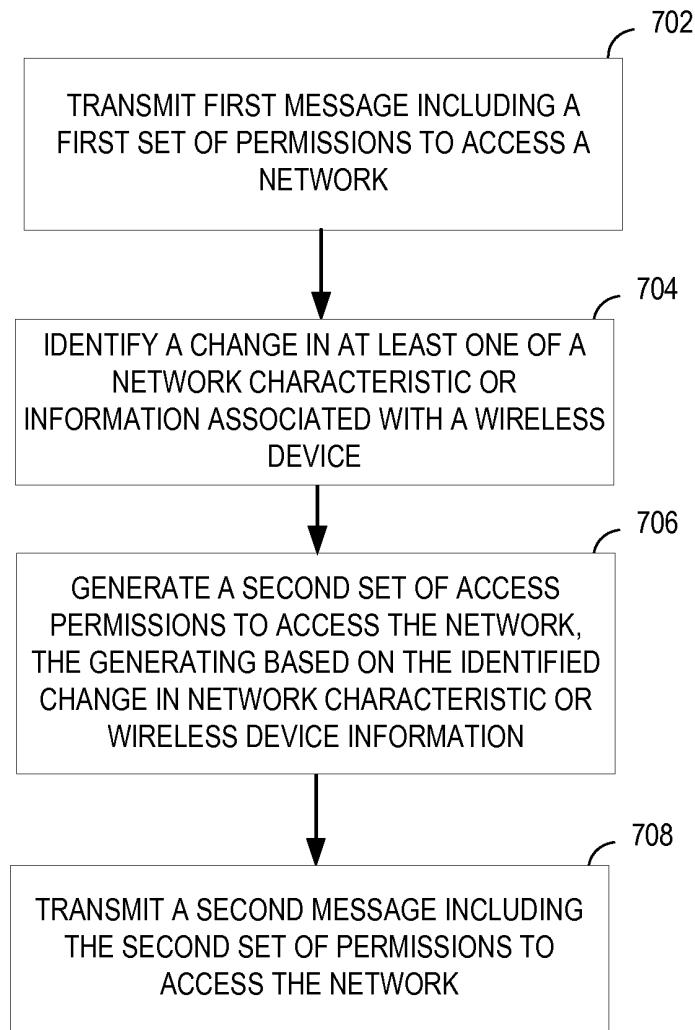 702
TRANSMIT FIRST MESSAGE INCLUDING A
FIRST SET OF PERMISSIONS TO ACCESS A
NETWORK
704
IDENTIFY A CHANGE IN AT LEAST ONE OF A
NETWORK CHARACTERISTIC OR
INFORMATION ASSOCIATED WITH A WIRELESS
DEVICE
706
GENERATE A SECOND SET OF ACCESS
PERMISSIONS TO ACCESS THE NETWORK,
THE GENERATING BASED ON THE IDENTIFIED
CHANGE IN NETWORK CHARACTERISTIC OR
WIRELESS DEVICE INFORMATION
708
TRANSMIT A SECOND MESSAGE INCLUDING
THE SECOND SET OF PERMISSIONS TO
ACCESS THE NETWORK